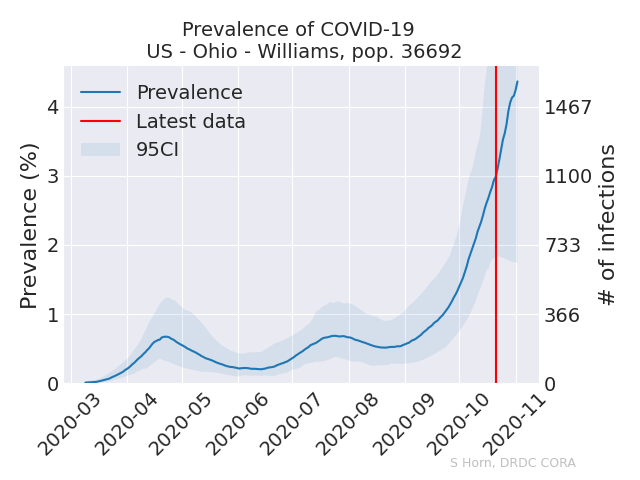 Prevalence of COVID-19
US - Ohio - Williams, pop. 36692
Prevalence
Latest data
95CI
Prevalence (%)
4
3
2
1
0
1467
1100
733
366
0
# of infections
2020-03
2020-04
2020-05
2020-06
2020-07
2020-08
2020-09
2020-10
2020-11
S Horn, DRDC CORA